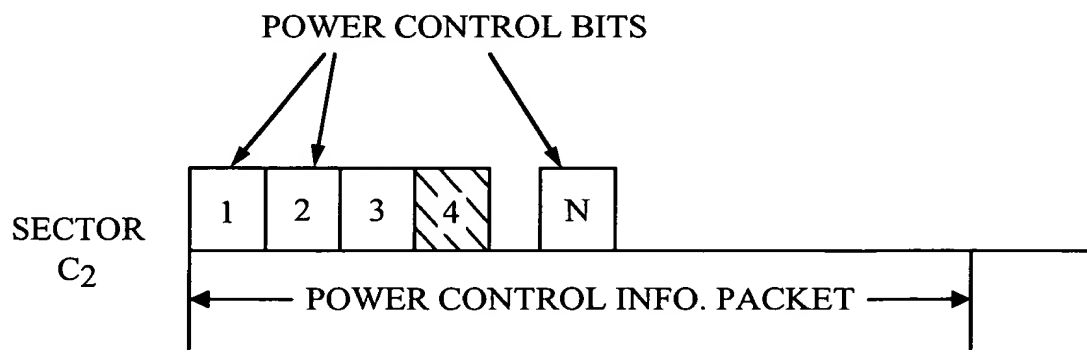 POWER CONTROL BITS
1 2 3 4 N
SECTOR
C2
POWER CONTROL INFO. PACKET